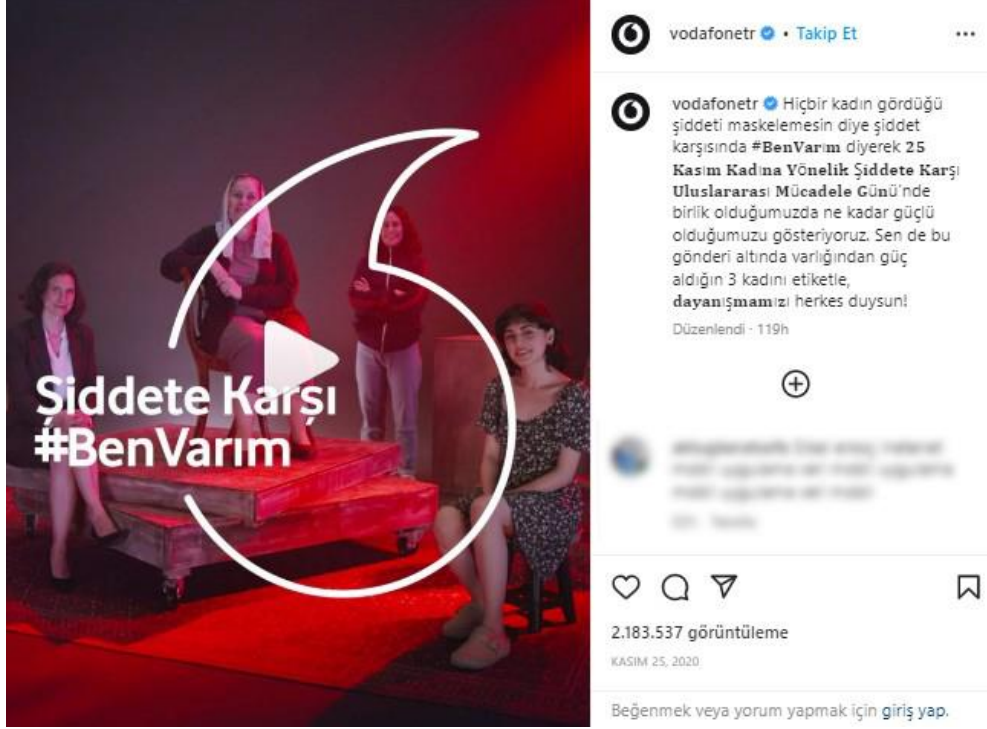 Şiddete Karşı
#BenVarım
vodafonetr • Takip Et
vodafonetr Hiçbir kadın gördüğü
şiddeti maskelemesin diye şiddet
karşısında #BenVarım diyerek 25
Kasım Kadına Yönelik Şiddete Karşı
Uluslararası Mücadele Günü'nde
birlik olduğumuzda ne kadar güçlü
olduğumuzu gösteriyoruz. Sen de bu
gönderi altında varlığından güç
aldığın 3 kadını etiketle,
dayanışmamızı herkes duysun!
Düzenlendi · 119h
2.183.537 görüntüleme
KASIM 25, 2020
Beğenmek veya yorum yapmak için giriş yap.